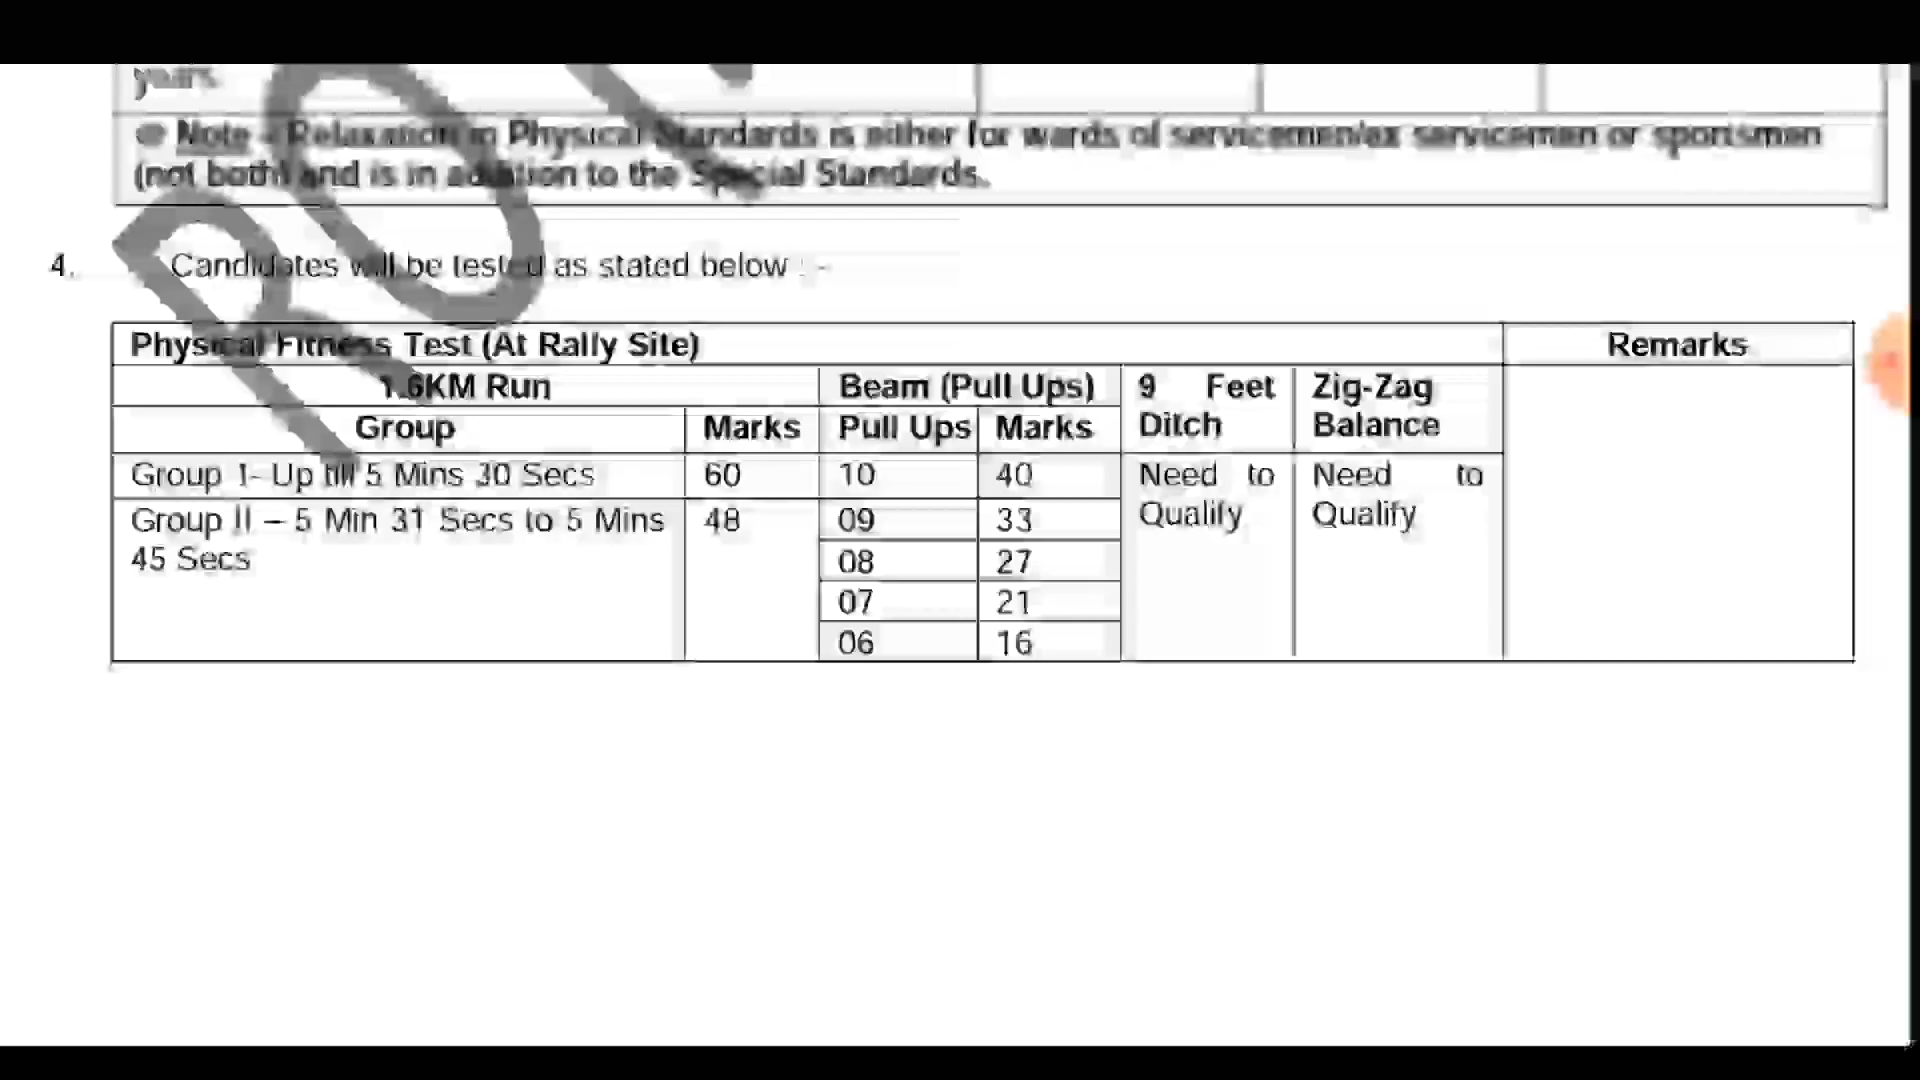 years.
@ Note - Relaxation in Physical Standards is either for wards of servicemen/ex servicemen or sportsmen
(not both) and is in addition to the Special Standards.
4. Candidates will be tested as stated below : -
Physical Fitness Test (At Rally Site) Remarks
1.6KM Run Beam (Pull Ups) 9 Feet Zig-Zag
Group Marks Pull Ups Marks Ditch Balance
Group I- Up till 5 Mins 30 Secs 60 10 40 Need to Need to
Group II – 5 Min 31 Secs to 5 Mins 48 09 33 Qualify Qualify
45 Secs 08 27
07 21
06 16